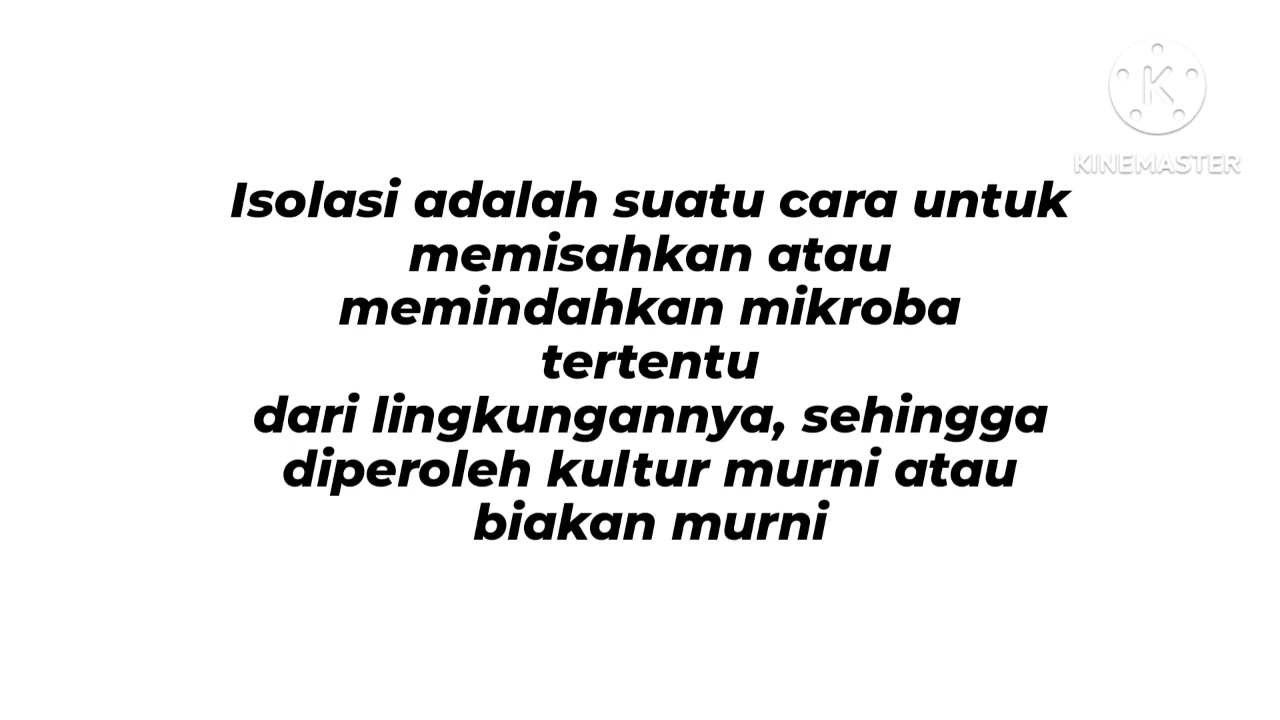 KINEMASTER
Isolasi adalah suatu cara untuk
memisahkan atau
memindahkan mikroba
tertentu
dari lingkungannya, sehingga
diperoleh kultur murni atau
biakan murni